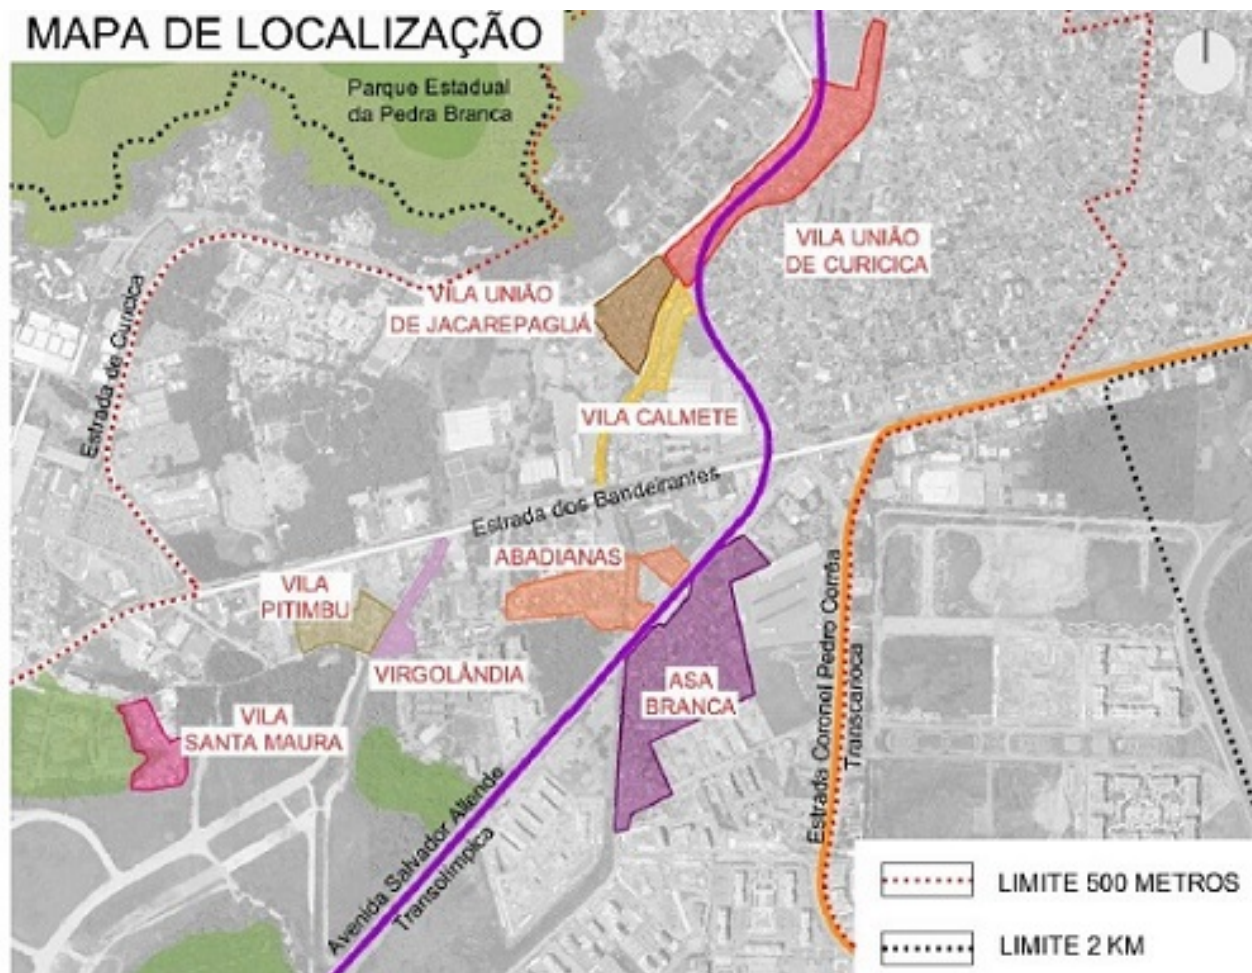 MAPA DE LOCALIZAÇÃO
Parque Estadual
da Pedra Branca
VILA UNIÃO
DE CURICICA
VILA UNIÃO
DE JACAREPAGUÁ
Estrada de Curicica
VILA CALMETE
Estrada dos Bandeirantes
ABADIANAS
VILA
PITIMBU
VIRGOLÂNDIA
ASA
BRANCA
VILA
SANTA MAURA
Estrada Coronel Pedro Corrêa
Transcarioca
Avenida Salvador Allende
Transolímpica
LIMITE 500 METROS
LIMITE 2 KM